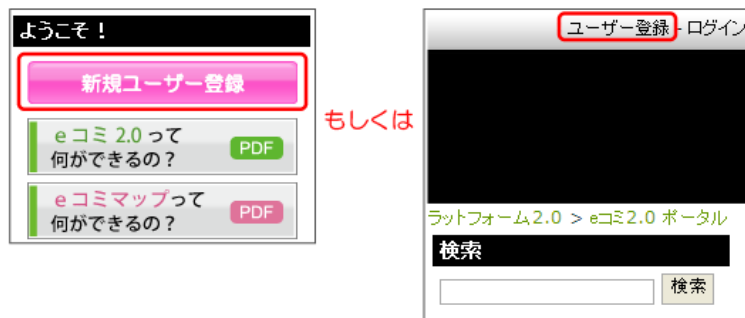 ようこそ！
新規ユーザー登録
eコミ 2.0 って
何ができるの？
PDF
eコミマップって
何ができるの？
PDF
もしくは
ユーザー登録 - ログイン
ラットフォーム2.0 > eコミ2.0 ポータル
検索
検索